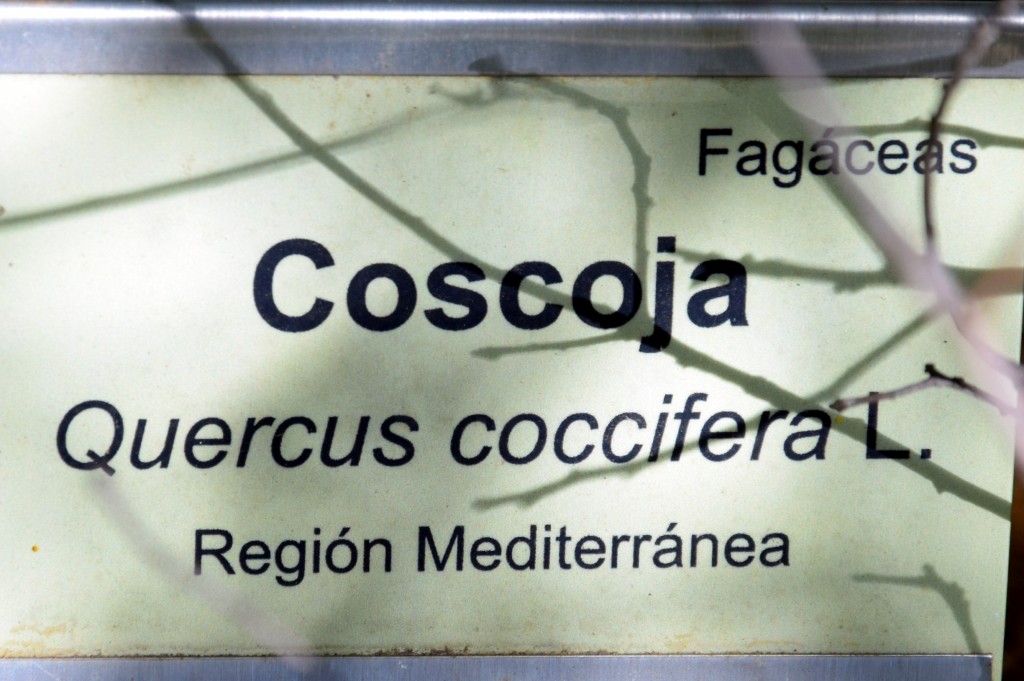 Fagáceas
Coscoja
Quercus coccifera L.
Región Mediterránea